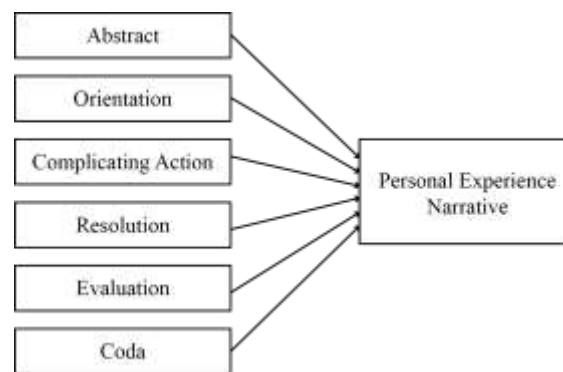 Abstract
Orientation
Complicating Action
Resolution
Evaluation
Coda
Personal Experience
Narrative